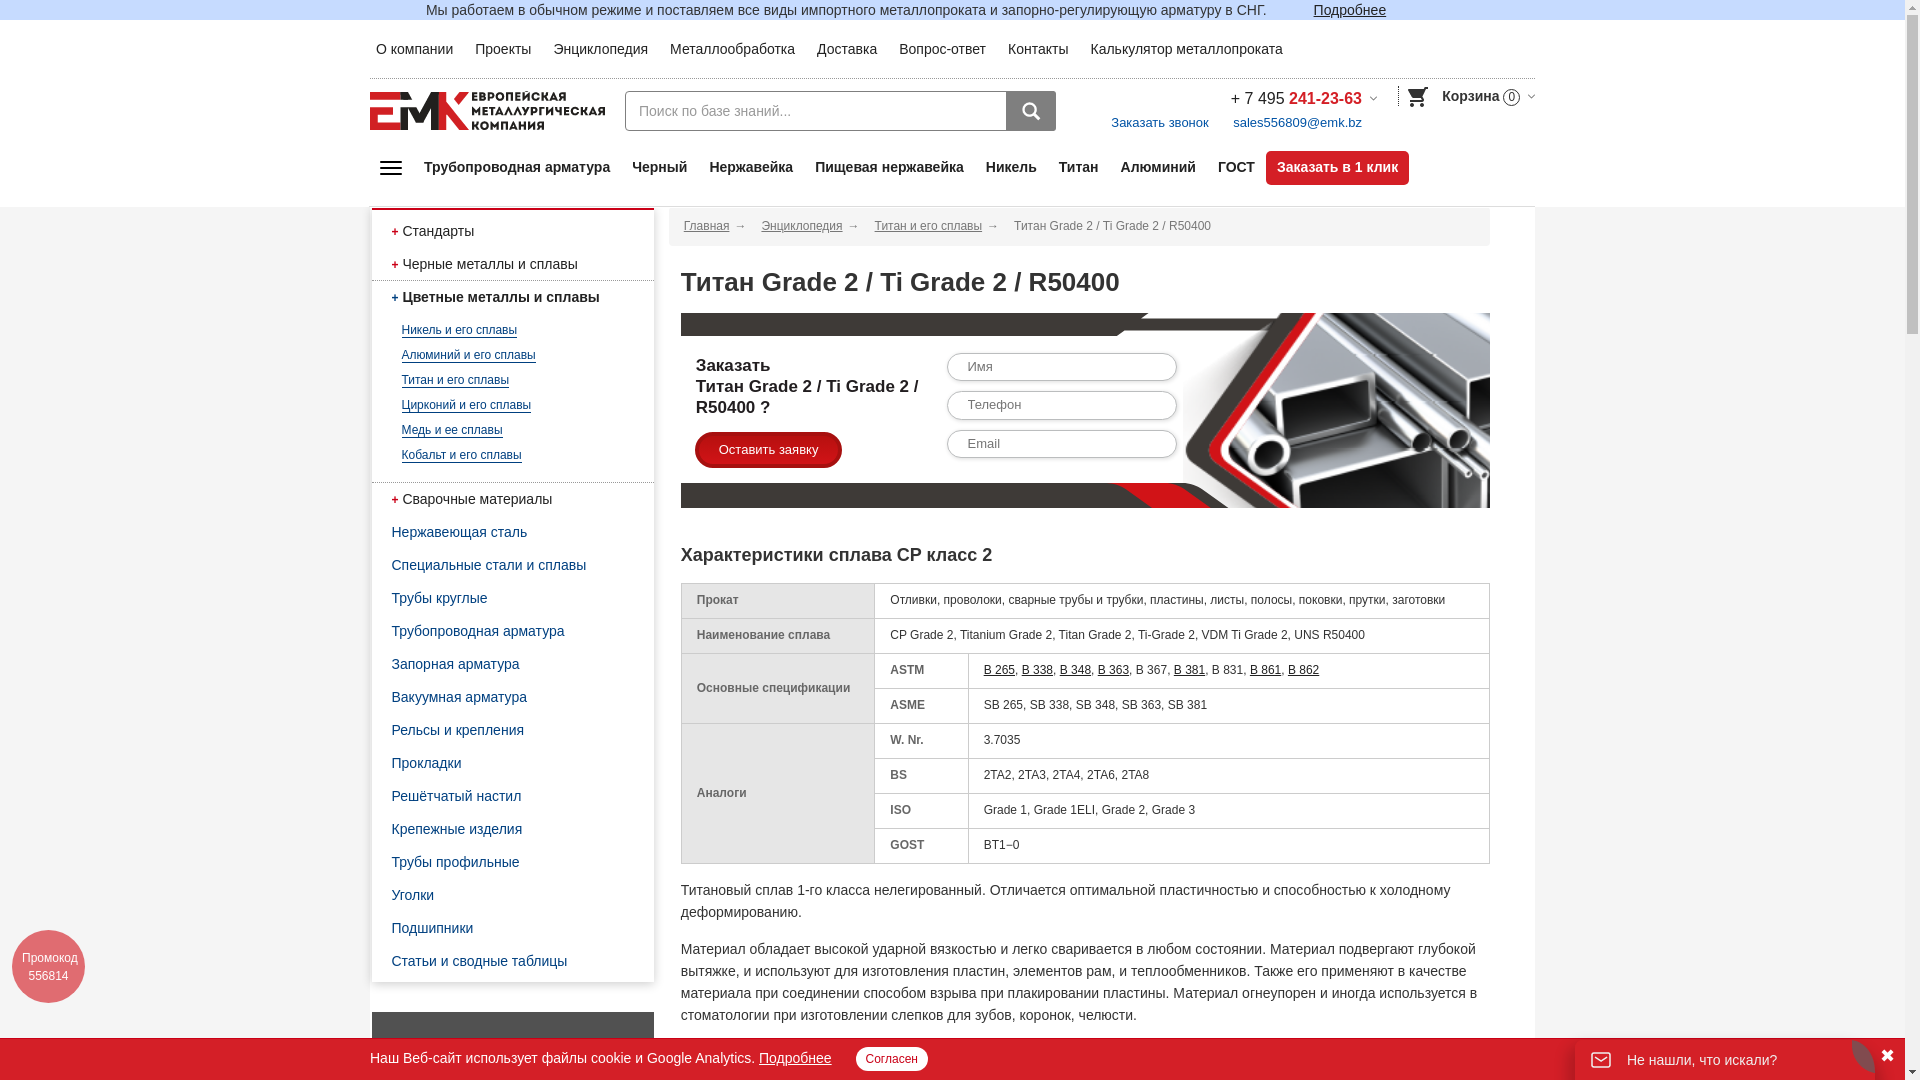 Мы работаем в обычном режиме и поставляем все виды импортного металлопроката и запорно-регулирующую арматуру в СНГ. Подробнее
О компании Проекты Энциклопедия Металлообработка Доставка Вопрос-ответ Контакты Калькулятор металлопроката
ЕМК ЕВРОПЕЙСКАЯ
МЕТАЛЛУРГИЧЕСКАЯ
КОМПАНИЯ
Поиск по базе знаний...
+ 7 495 241-23-63
Заказать звонок sales556809@emk.bz
Корзина 0
Трубопроводная арматура Черный Нержавейка Пищевая нержавейка Никель Титан Алюминий ГОСТ Заказать в 1 клик
+ Стандарты
+ Черные металлы и сплавы
+ Цветные металлы и сплавы
Никель и его сплавы
Алюминий и его сплавы
Титан и его сплавы
Цирконий и его сплавы
Медь и ее сплавы
Кобальт и его сплавы
+ Сварочные материалы
Нержавеющая сталь
Специальные стали и сплавы
Трубы круглые
Трубопроводная арматура
Запорная арматура
Вакуумная арматура
Рельсы и крепления
Прокладки
Решётчатый настил
Крепежные изделия
Трубы профильные
Уголки
Подшипники
Статьи и сводные таблицы
Главная → Энциклопедия → Титан и его сплавы → Титан Grade 2 / Ti Grade 2 / R50400
Титан Grade 2 / Ti Grade 2 / R50400
Заказать
Титан Grade 2 / Ti Grade 2 /
R50400 ?
Оставить заявку
Имя
Телефон
Email
Характеристики сплава CP класс 2
Прокат Отливки, проволоки, сварные трубы и трубки, пластины, листы, полосы, поковки, прутки, заготовки
Наименование сплава CP Grade 2, Titanium Grade 2, Titan Grade 2, Ti-Grade 2, VDM Ti Grade 2, UNS R50400
Основные спецификации
ASTM B 265, B 338, B 348, B 363, B 367, B 381, B 831, B 861, B 862
ASME SB 265, SB 338, SB 348, SB 363, SB 381
Аналоги
W. Nr. 3.7035
BS 2TA2, 2TA3, 2TA4, 2TA6, 2TA8
ISO Grade 1, Grade 1ELI, Grade 2, Grade 3
GOST ВТ1−0
Титановый сплав 1-го класса нелегированный. Отличается оптимальной пластичностью и способностью к холодному
деформированию.
Материал обладает высокой ударной вязкостью и легко сваривается в любом состоянии. Материал подвергают глубокой
вытяжке, и используют для изготовления пластин, элементов рам, и теплообменников. Также его применяют в качестве
материала при соединении способом взрыва при плакировании пластины. Материал огнеупорен и иногда используется в
стоматологии при изготовлении слепков для зубов, коронок, челюсти.
Промокод
556814
Наш Веб-сайт использует файлы cookie и Google Analytics. Подробнее Согласен
Не нашли, что искали?